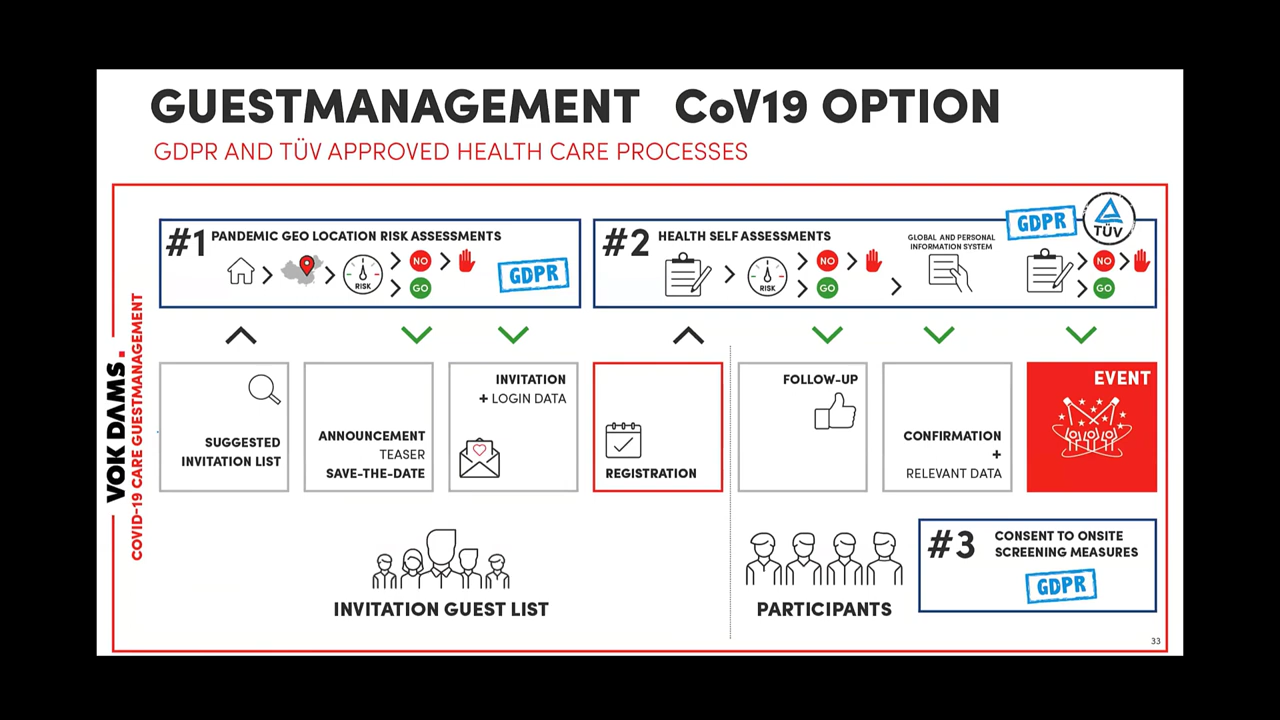 GUESTMANAGEMENT CoV19 OPTION
GDPR AND TÜV APPROVED HEALTH CARE PROCESSES
#1 PANDEMIC GEO LOCATION RISK ASSESSMENTS
RISK
NO
GO
GDPR
#2 HEALTH SELF ASSESSMENTS
RISK
NO
GO
GLOBAL AND PERSONAL
INFORMATION SYSTEM
NO
GO
GDPR
TÜV
VOK DAMS.
COVID-19 CARE GUESTMANAGEMENT
SUGGESTED
INVITATION LIST
ANNOUNCEMENT
TEASER
SAVE-THE-DATE
INVITATION
+ LOGIN DATA
REGISTRATION
FOLLOW-UP
CONFIRMATION
+
RELEVANT DATA
EVENT
INVITATION GUEST LIST
PARTICIPANTS
#3 CONSENT TO ONSITE
SCREENING MEASURES
GDPR
33